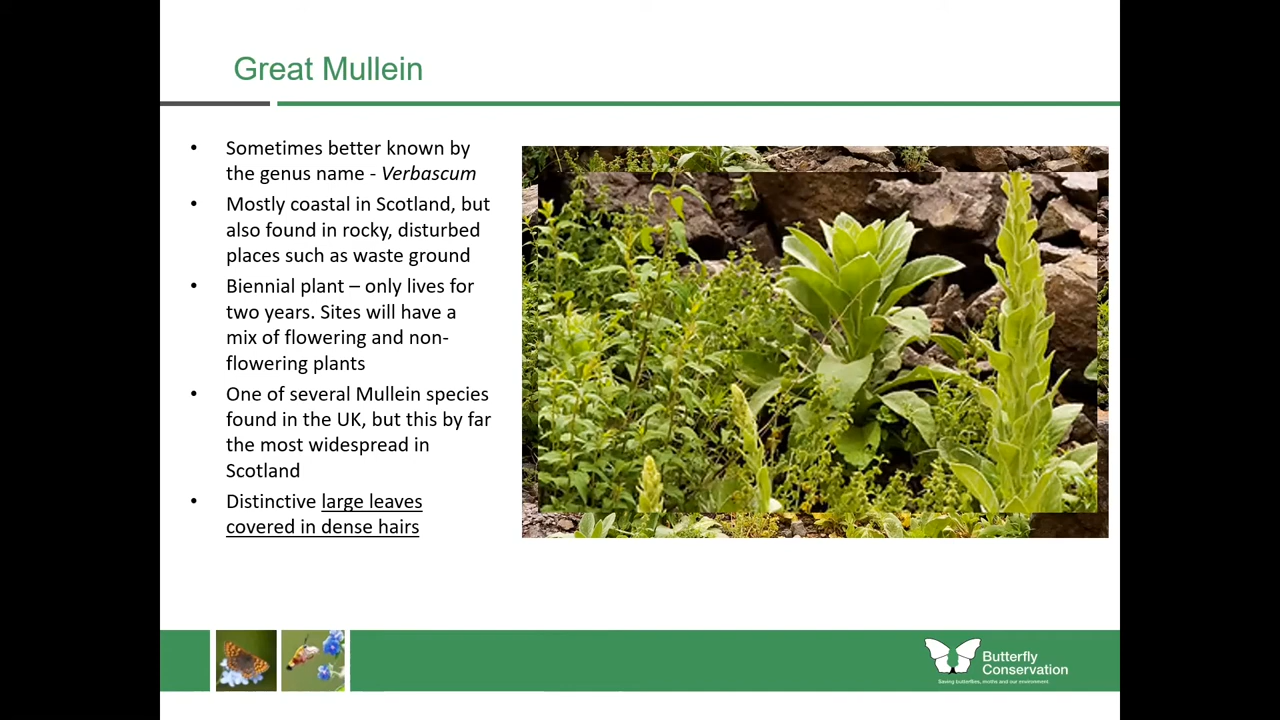 Great Mullein
• Sometimes better known by
the genus name - Verbascum
• Mostly coastal in Scotland, but
also found in rocky, disturbed
places such as waste ground
• Biennial plant – only lives for
two years. Sites will have a
mix of flowering and non-
flowering plants
• One of several Mullein species
found in the UK, but this by far
the most widespread in
Scotland
• Distinctive large leaves
covered in dense hairs
Butterfly
Conservation
Saving butterflies, moths and our environment